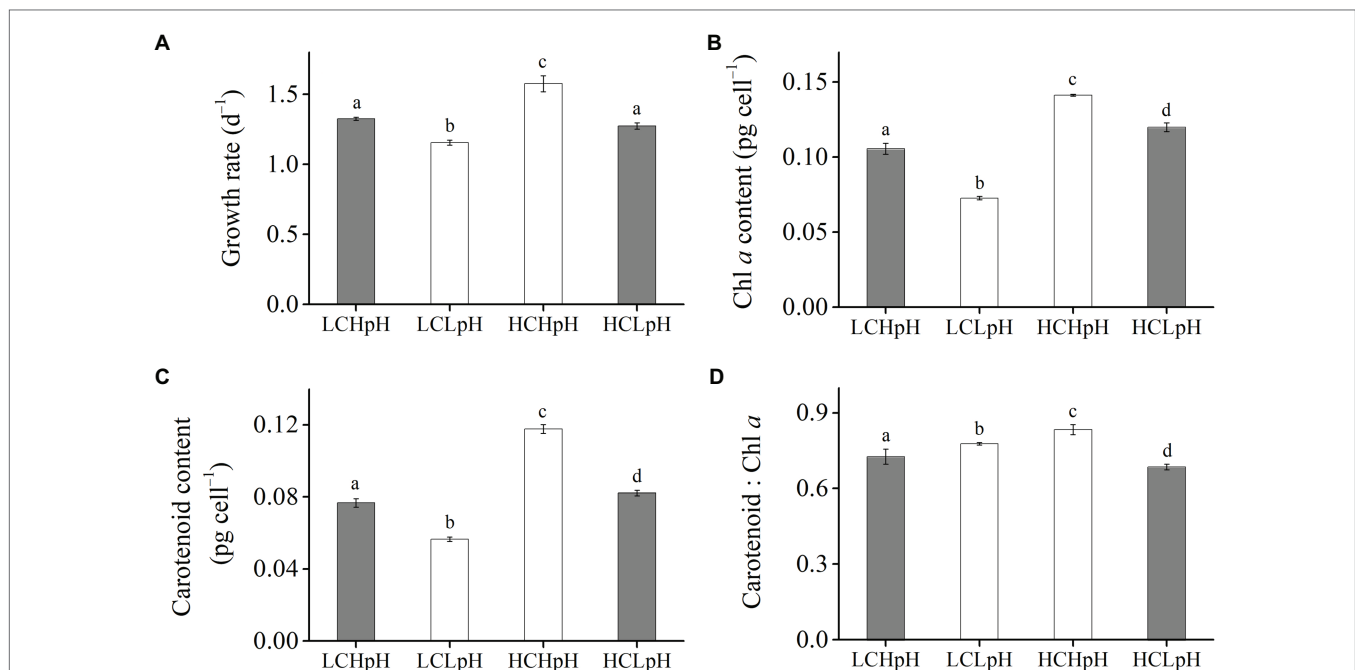 A
Growth rate (d⁻¹)
1.5
1.0
1.5
0.0
a
b
c
a
LCHpH LCLpH HCHpH HCLpH
B
Chl a content (pg cell⁻¹)
0.15
0.10
0.05
0.00
a
b
c
d
LCHpH LCLpH HCHpH HCLpH
C
Carotenoid content
(pg cell⁻¹)
0.12
0.08
0.04
0.00
a
b
c
d
LCHpH LCLpH HCHpH HCLpH
D
Carotenoid : Chl a
0.9
0.6
0.3
0.0
a
b
c
d
LCHpH LCLpH HCHpH HCLpH